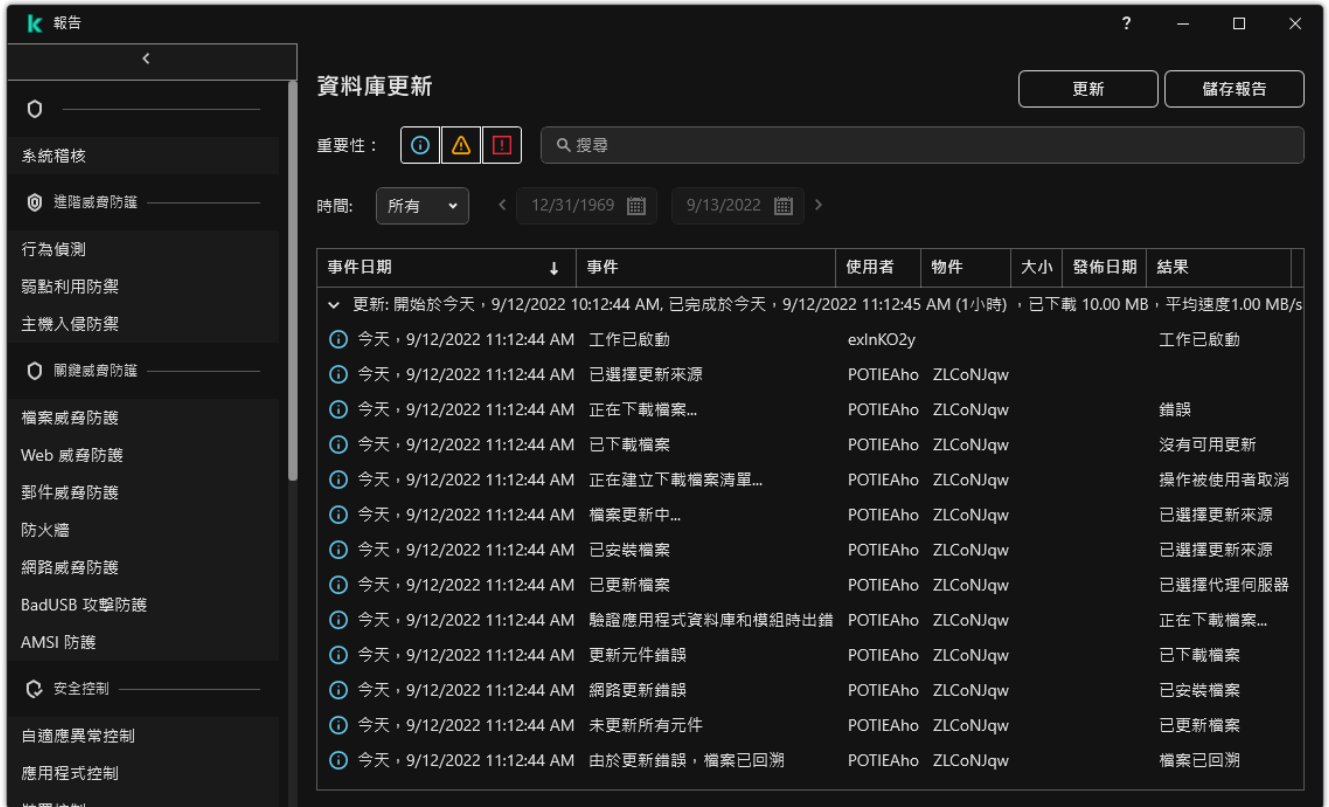 報告
系統稽核
進階威脅防護
行為偵測
弱點利用防禦
主機入侵防禦
關鍵威脅防護
檔案威脅防護
Web 威脅防護
郵件威脅防護
防火牆
網路威脅防護
BadUSB 攻擊防護
AMSI 防護
安全控制
自適應異常控制
應用程式控制
資料庫更新
更新
儲存報告
重要性：
搜尋
時間:
所有
12/31/1969
9/13/2022
事件日期 ↓ 事件 使用者 物件 大小 發佈日期 結果
更新: 開始於今天，9/12/2022 10:12:44 AM, 已完成於今天，9/12/2022 11:12:45 AM (1小時) ，已下載 10.00 MB，平均速度1.00 MB/s
今天，9/12/2022 11:12:44 AM 工作已啟動 exlnKO2y 工作已啟動
今天，9/12/2022 11:12:44 AM 已選擇更新來源 POTIEAho ZLCoNJqw
今天，9/12/2022 11:12:44 AM 正在下載檔案... POTIEAho ZLCoNJqw 錯誤
今天，9/12/2022 11:12:44 AM 已下載檔案 POTIEAho ZLCoNJqw 沒有可用更新
今天，9/12/2022 11:12:44 AM 正在建立下載檔案清單... POTIEAho ZLCoNJqw 操作被使用者取消
今天，9/12/2022 11:12:44 AM 檔案更新中... POTIEAho ZLCoNJqw 已選擇更新來源
今天，9/12/2022 11:12:44 AM 已安裝檔案 POTIEAho ZLCoNJqw 已選擇更新來源
今天，9/12/2022 11:12:44 AM 已更新檔案 POTIEAho ZLCoNJqw 已選擇代理伺服器
今天，9/12/2022 11:12:44 AM 驗證應用程式資料庫和模組時出錯 POTIEAho ZLCoNJqw 正在下載檔案...
今天，9/12/2022 11:12:44 AM 更新元件錯誤 POTIEAho ZLCoNJqw 已下載檔案
今天，9/12/2022 11:12:44 AM 網路更新錯誤 POTIEAho ZLCoNJqw 已安裝檔案
今天，9/12/2022 11:12:44 AM 未更新所有元件 POTIEAho ZLCoNJqw 已更新檔案
今天，9/12/2022 11:12:44 AM 由於更新錯誤，檔案已回溯 POTIEAho ZLCoNJqw 檔案已回溯